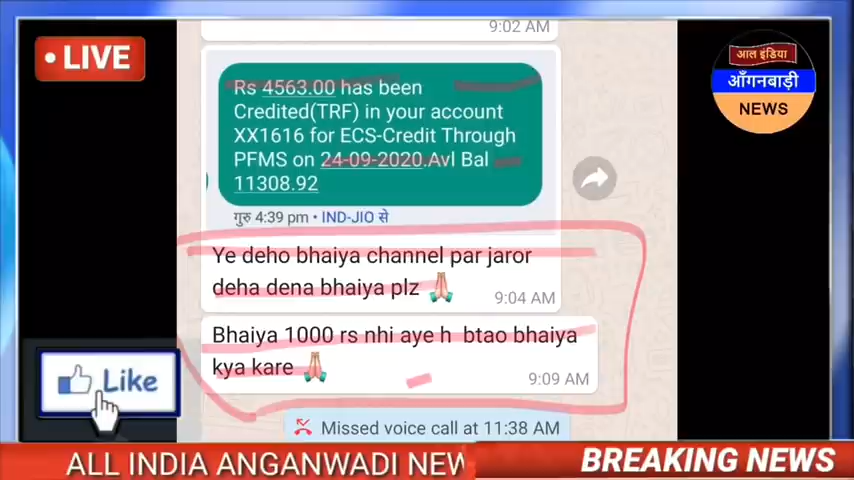 9:02 AM
• LIVE
आल इंडिया
आँगनबाड़ी
NEWS
Rs 4563.00 has been
Credited(TRF) in your account
XX1616 for ECS-Credit Through
PFMS on 24-09-2020.Avl Bal
11308.92
गुरु 4:39 pm • IND-JIO से
Ye deho bhaiya channel par jaror
deha dena bhaiya plz 🙏🏻
9:04 AM
Bhaiya 1000 rs nhi aye h btao bhaiya
kya kare 🙏🏻
9:09 AM
Like
Missed voice call at 11:38 AM
ALL INDIA ANGANWADI NEW
BREAKING NEWS